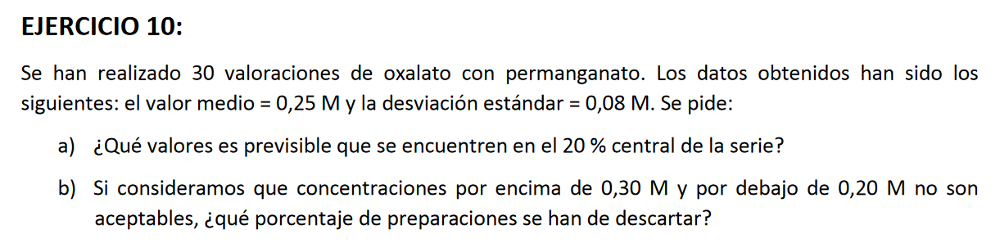 EJERCICIO 10:
Se han realizado 30 valoraciones de oxalato con permanganato. Los datos obtenidos han sido los
siguientes: el valor medio = 0,25 M y la desviación estándar = 0,08 M. Se pide:
a) ¿Qué valores es previsible que se encuentren en el 20 % central de la serie?
b) Si consideramos que concentraciones por encima de 0,30 M y por debajo de 0,20 M no son
aceptables, ¿qué porcentaje de preparaciones se han de descartar?